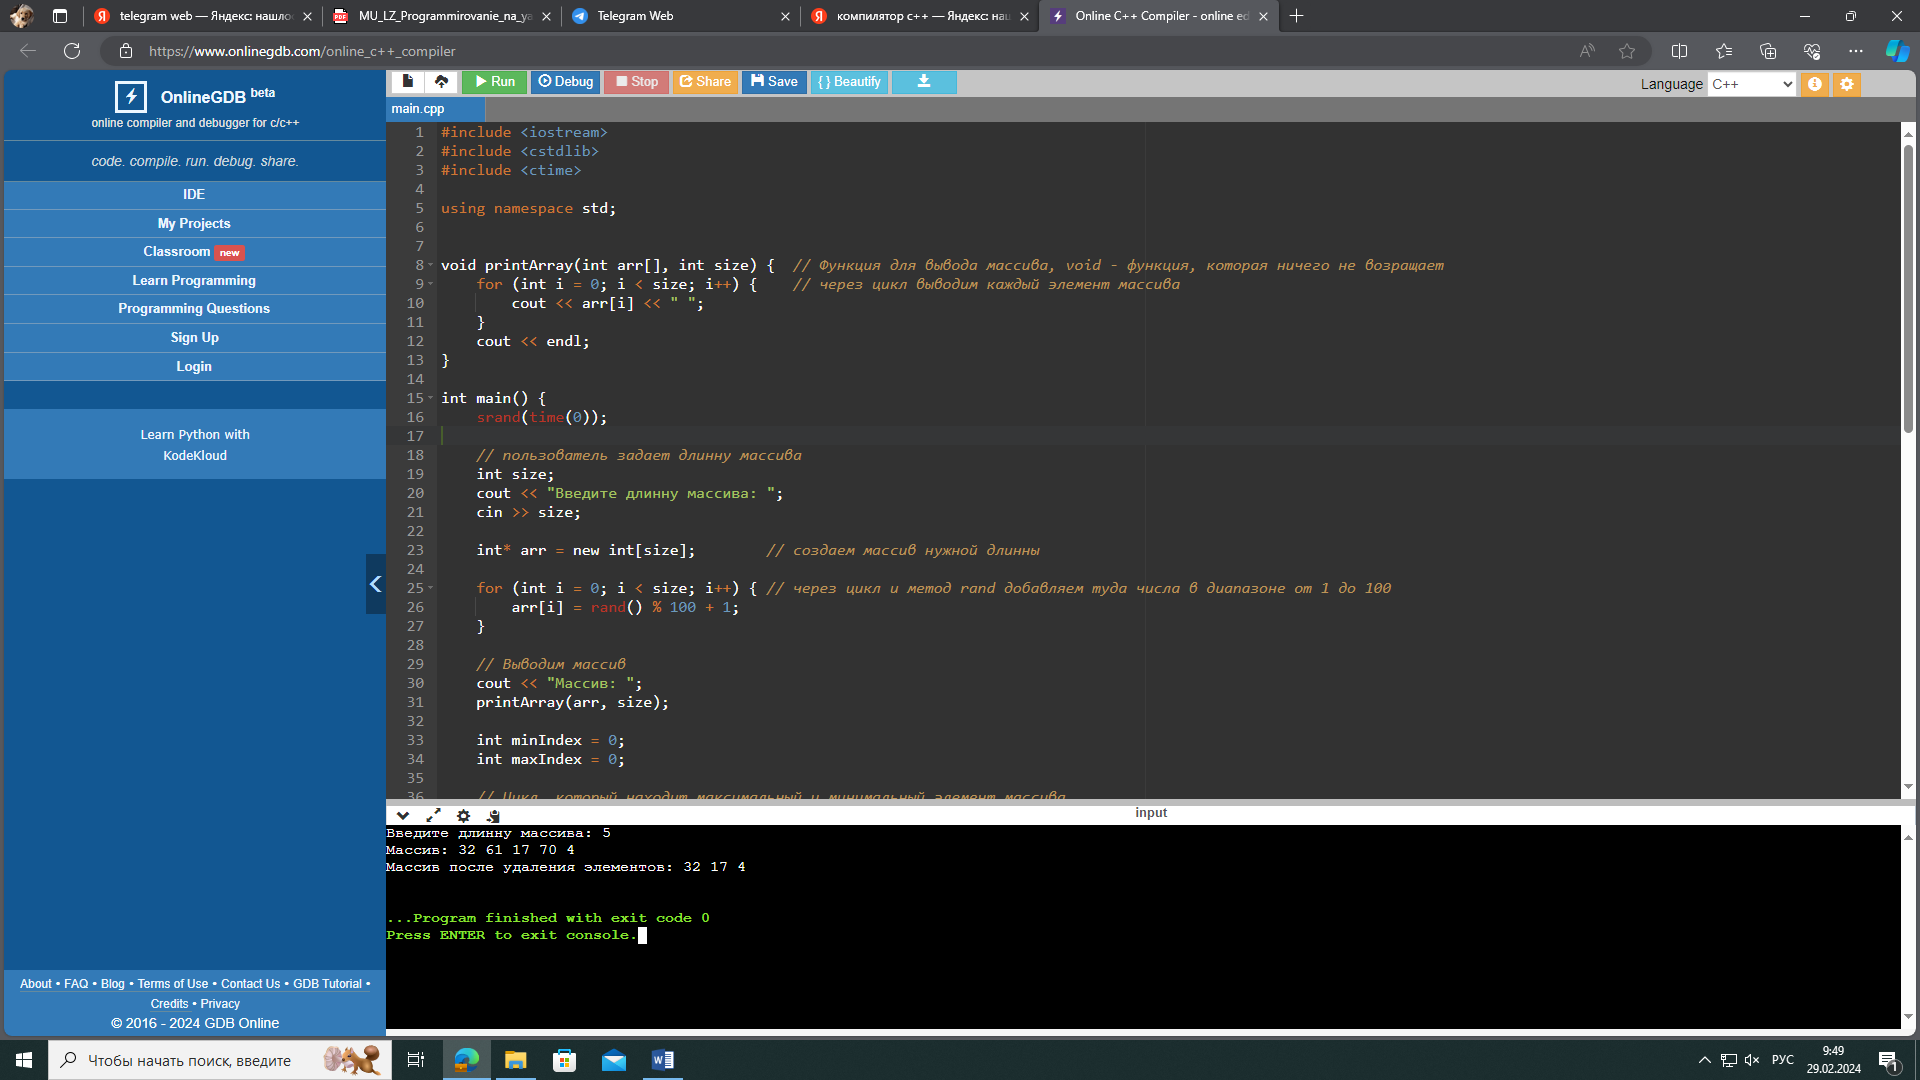 telegram web — Яндекс: нашло
MU_LZ_Programmirovanie_na_ya
Telegram Web
компилятор с++ — Яндекс: наш
Online C++ Compiler - online ed
https://www.onlinegdb.com/online_c++_compiler
OnlineGDB beta
online compiler and debugger for c/c++
code. compile. run. debug. share.
IDE
My Projects
Classroom new
Learn Programming
Programming Questions
Sign Up
Login
Learn Python with
KodeKloud
About • FAQ • Blog • Terms of Use • Contact Us • GDB Tutorial •
Credits • Privacy
© 2016 - 2024 GDB Online
Run Debug Stop Share Save { } Beautify
Language C++
main.cpp
1 #include <iostream>
2 #include <cstdlib>
3 #include <ctime>
4
5 using namespace std;
6
7
8 void printArray(int arr[], int size) {  // Функция для вывода массива, void - функция, которая ничего не возращает
9     for (int i = 0; i < size; i++) {    // через цикл выводим каждый элемент массива
10         cout << arr[i] << " ";
11     }
12     cout << endl;
13 }
14
15 int main() {
16     srand(time(0));
17
18     // пользователь задает длинну массива
19     int size;
20     cout << "Введите длинну массива: ";
21     cin >> size;
22
23     int* arr = new int[size];        // создаем массив нужной длинны
24
25     for (int i = 0; i < size; i++) { // через цикл и метод rand добавляем туда числа в диапазоне от 1 до 100
26         arr[i] = rand() % 100 + 1;
27     }
28
29     // Выводим массив
30     cout << "Массив: ";
31     printArray(arr, size);
32
33     int minIndex = 0;
34     int maxIndex = 0;
35
36     // Цикл, который находит максимальный и минимальный элемент массива
input
Введите длинну массива: 5
Массив: 32 61 17 70 4
Массив после удаления элементов: 32 17 4
...Program finished with exit code 0
Press ENTER to exit console.
Чтобы начать поиск, введите
РУС
9:49
29.02.2024
1